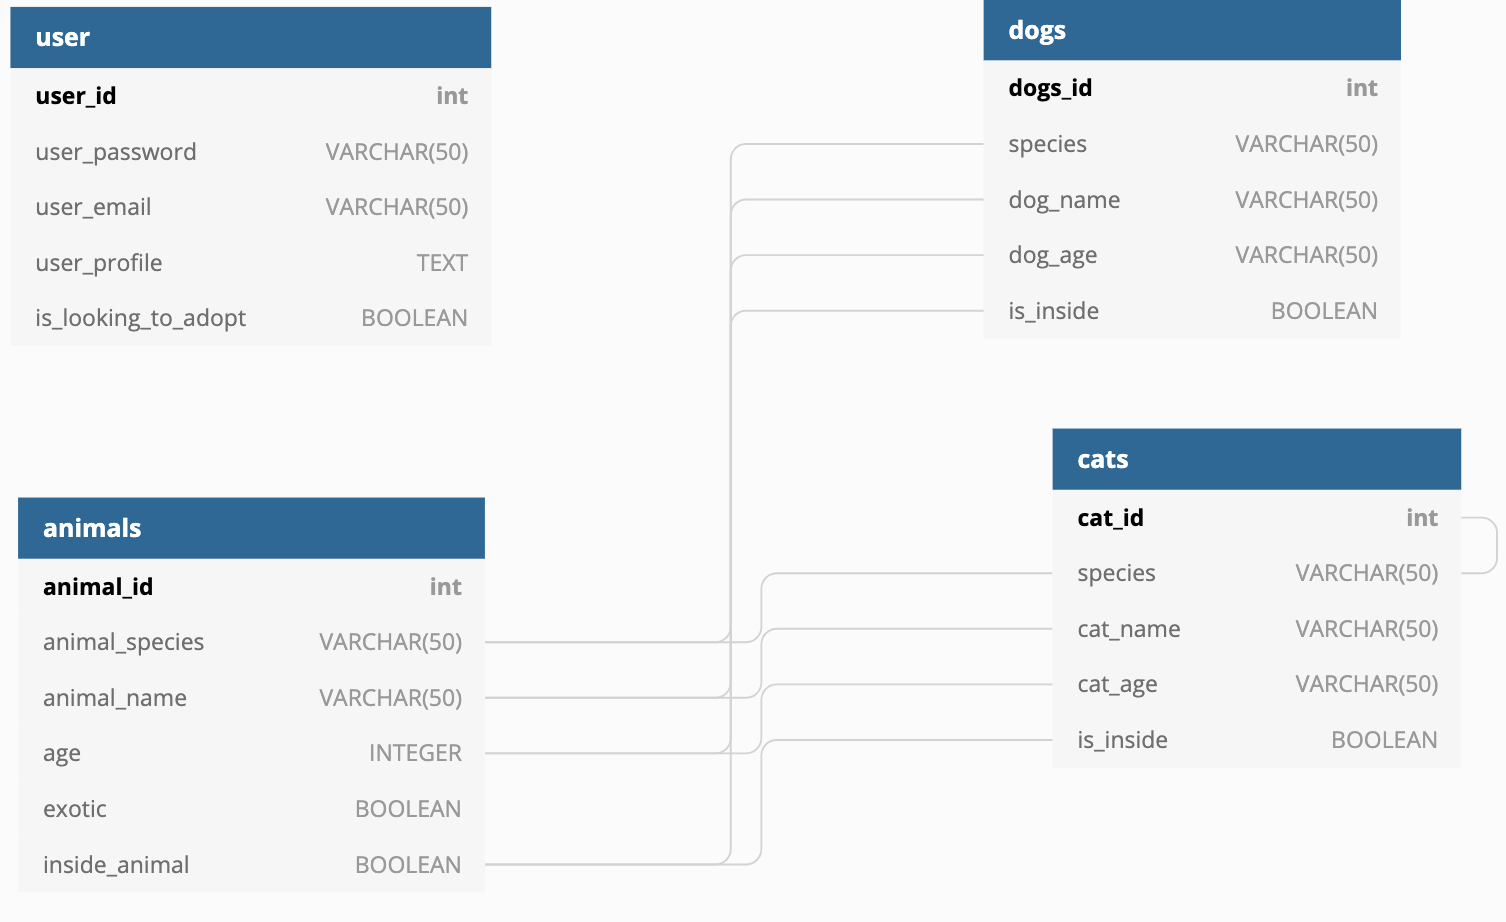 user
user_id int
user_password VARCHAR(50)
user_email VARCHAR(50)
user_profile TEXT
is_looking_to_adopt BOOLEAN
dogs
dogs_id int
species VARCHAR(50)
dog_name VARCHAR(50)
dog_age VARCHAR(50)
is_inside BOOLEAN
animals
animal_id int
animal_species VARCHAR(50)
animal_name VARCHAR(50)
age INTEGER
exotic BOOLEAN
inside_animal BOOLEAN
cats
cat_id int
species VARCHAR(50)
cat_name VARCHAR(50)
cat_age VARCHAR(50)
is_inside BOOLEAN